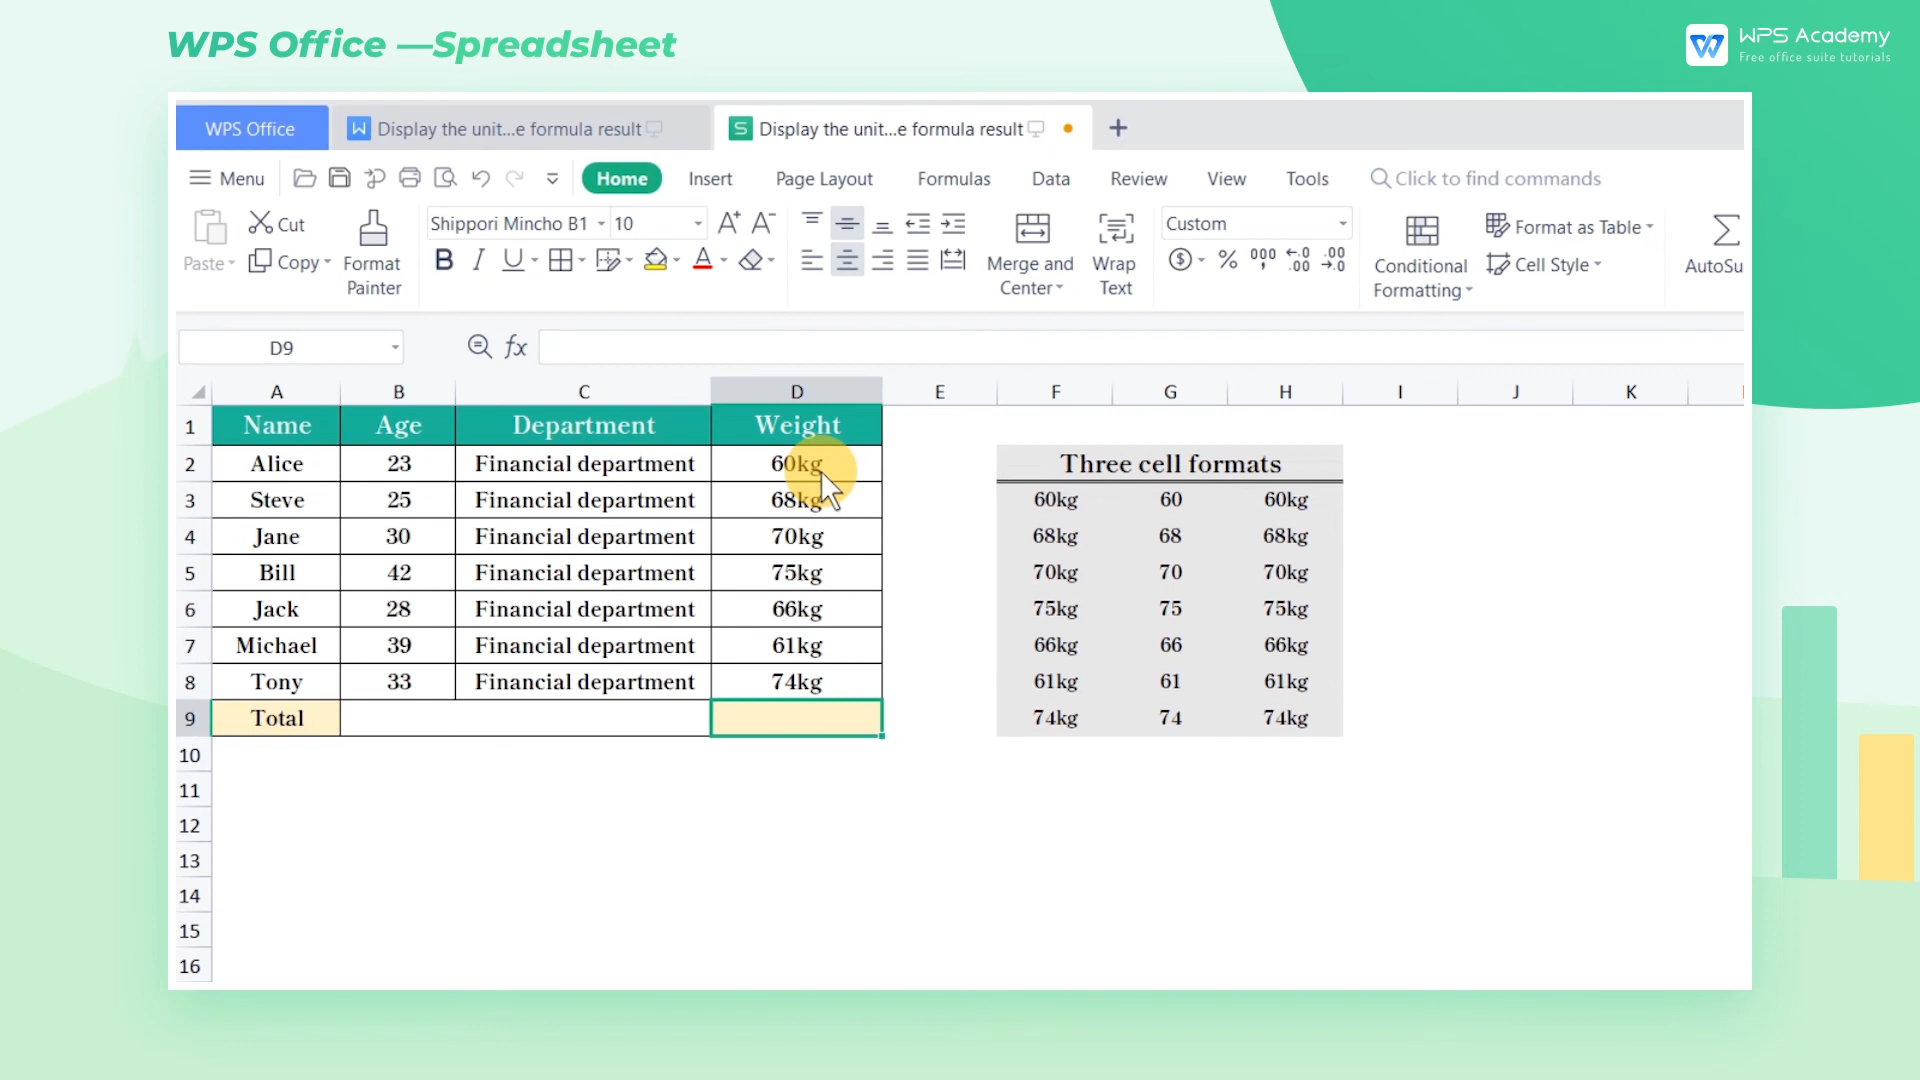 WPS Office —Spreadsheet
WPS Academy
Free office suite tutorials
WPS Office
Display the unit...e formula result
Display the unit...e formula result
Menu
Home
Insert
Page Layout
Formulas
Data
Review
View
Tools
Click to find commands
Paste
Cut
Copy
Format Painter
Shippori Mincho B1
10
Merge and Center
Wrap Text
Custom
Conditional Formatting
Format as Table
Cell Style
AutoSu
D9
fx
A B C D E F G H I J K
1 Name Age Department Weight
2 Alice 23 Financial department 60kg Three cell formats
3 Steve 25 Financial department 68kg 60kg 60 60kg
4 Jane 30 Financial department 70kg 68kg 68 68kg
5 Bill 42 Financial department 75kg 70kg 70 70kg
6 Jack 28 Financial department 66kg 75kg 75 75kg
7 Michael 39 Financial department 61kg 66kg 66 66kg
8 Tony 33 Financial department 74kg 61kg 61 61kg
9 Total 74kg 74 74kg
10
11
12
13
14
15
16